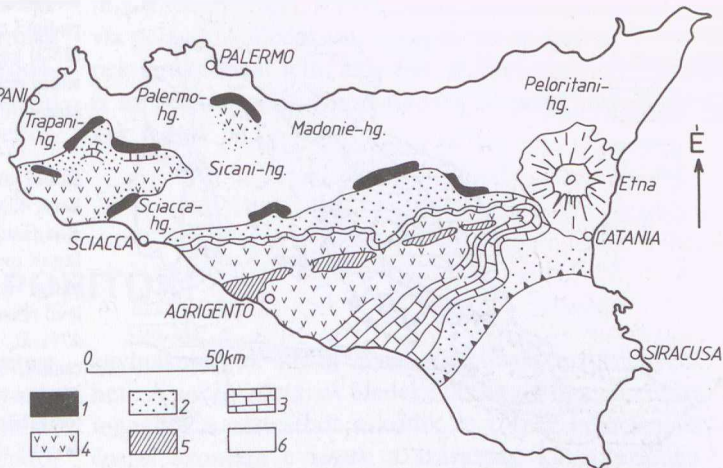 PALERMO
PANI
Trapani-
hg.
Palermo-
hg.
Madonie-hg.
Peloritani-
hg.
É
Sicani-hg.
Etna
Sciacca-
hg.
SCIACCA
CATANIA
AGRIGENTO
SIRACUSA
0 50km
1 2 3
4 5 6